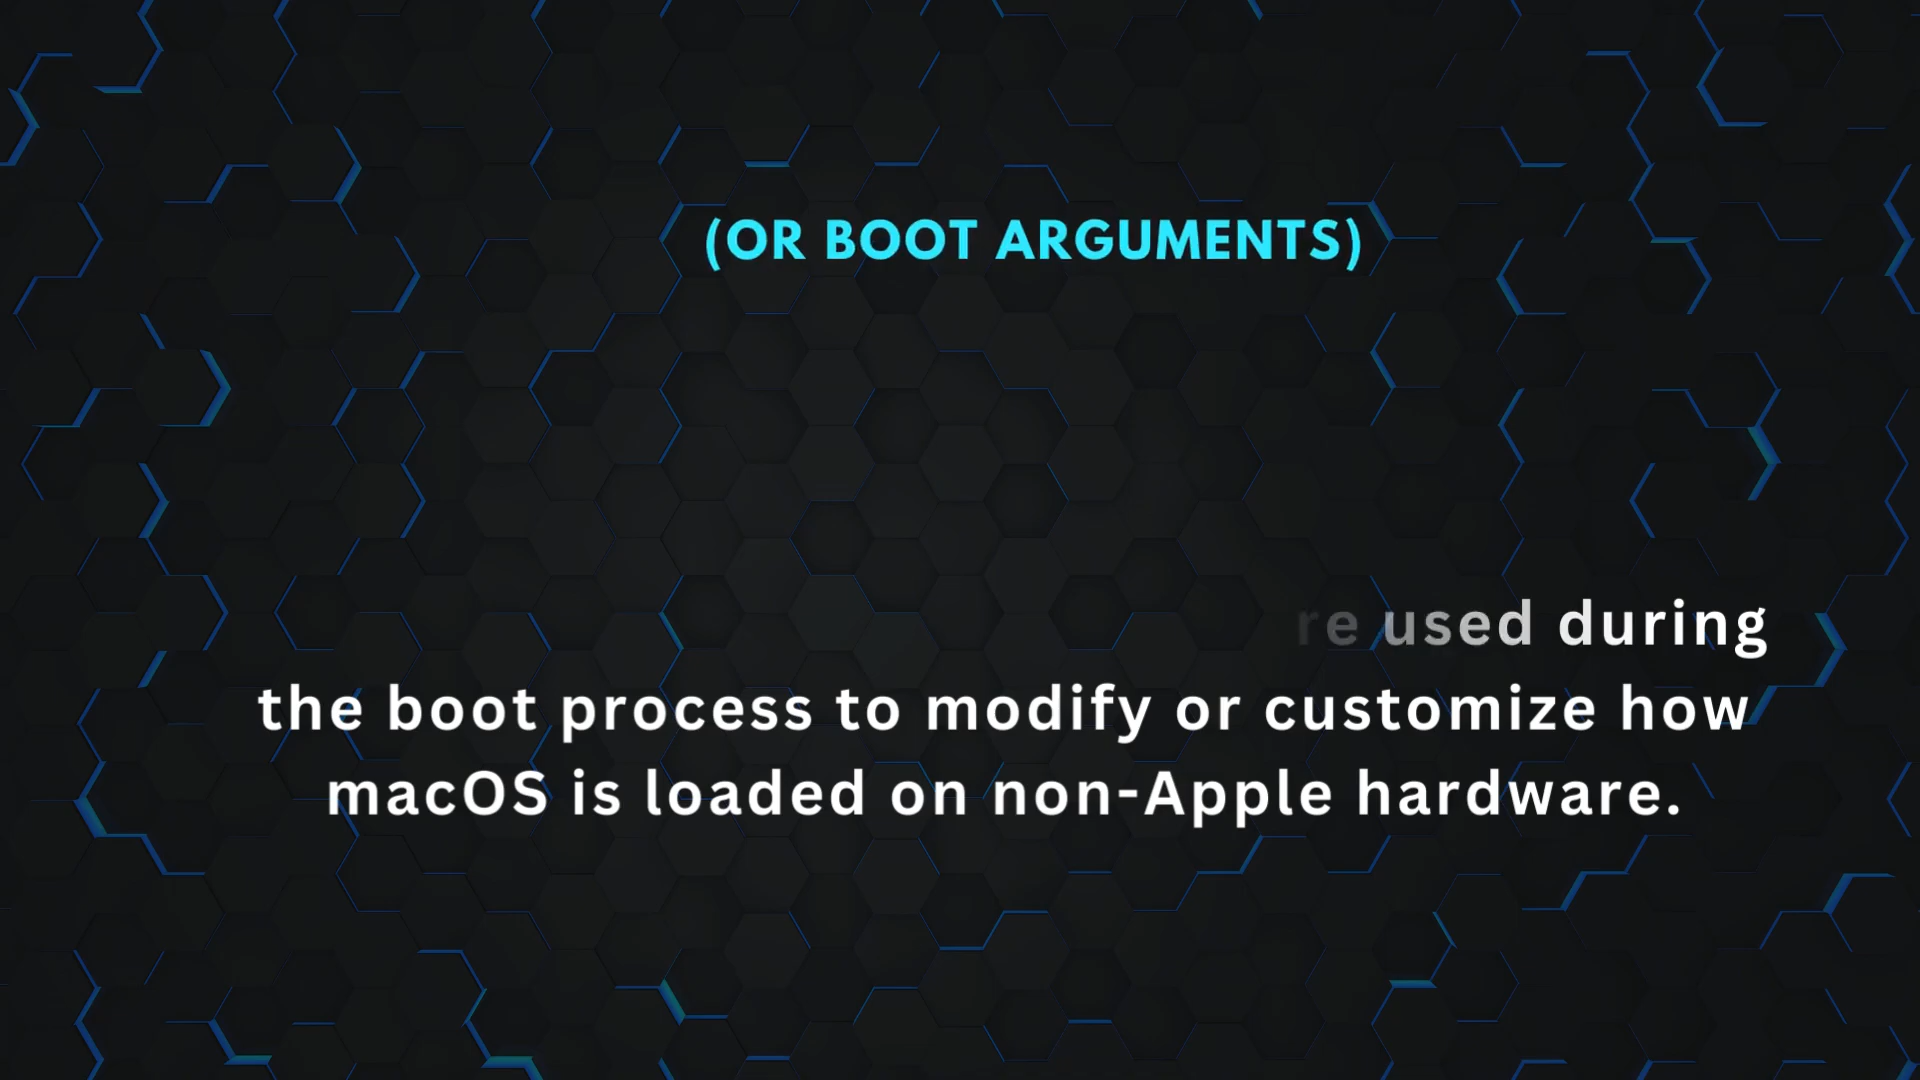 (OR BOOT ARGUMENTS)
re used during
the boot process to modify or customize how
macOS is loaded on non-Apple hardware.